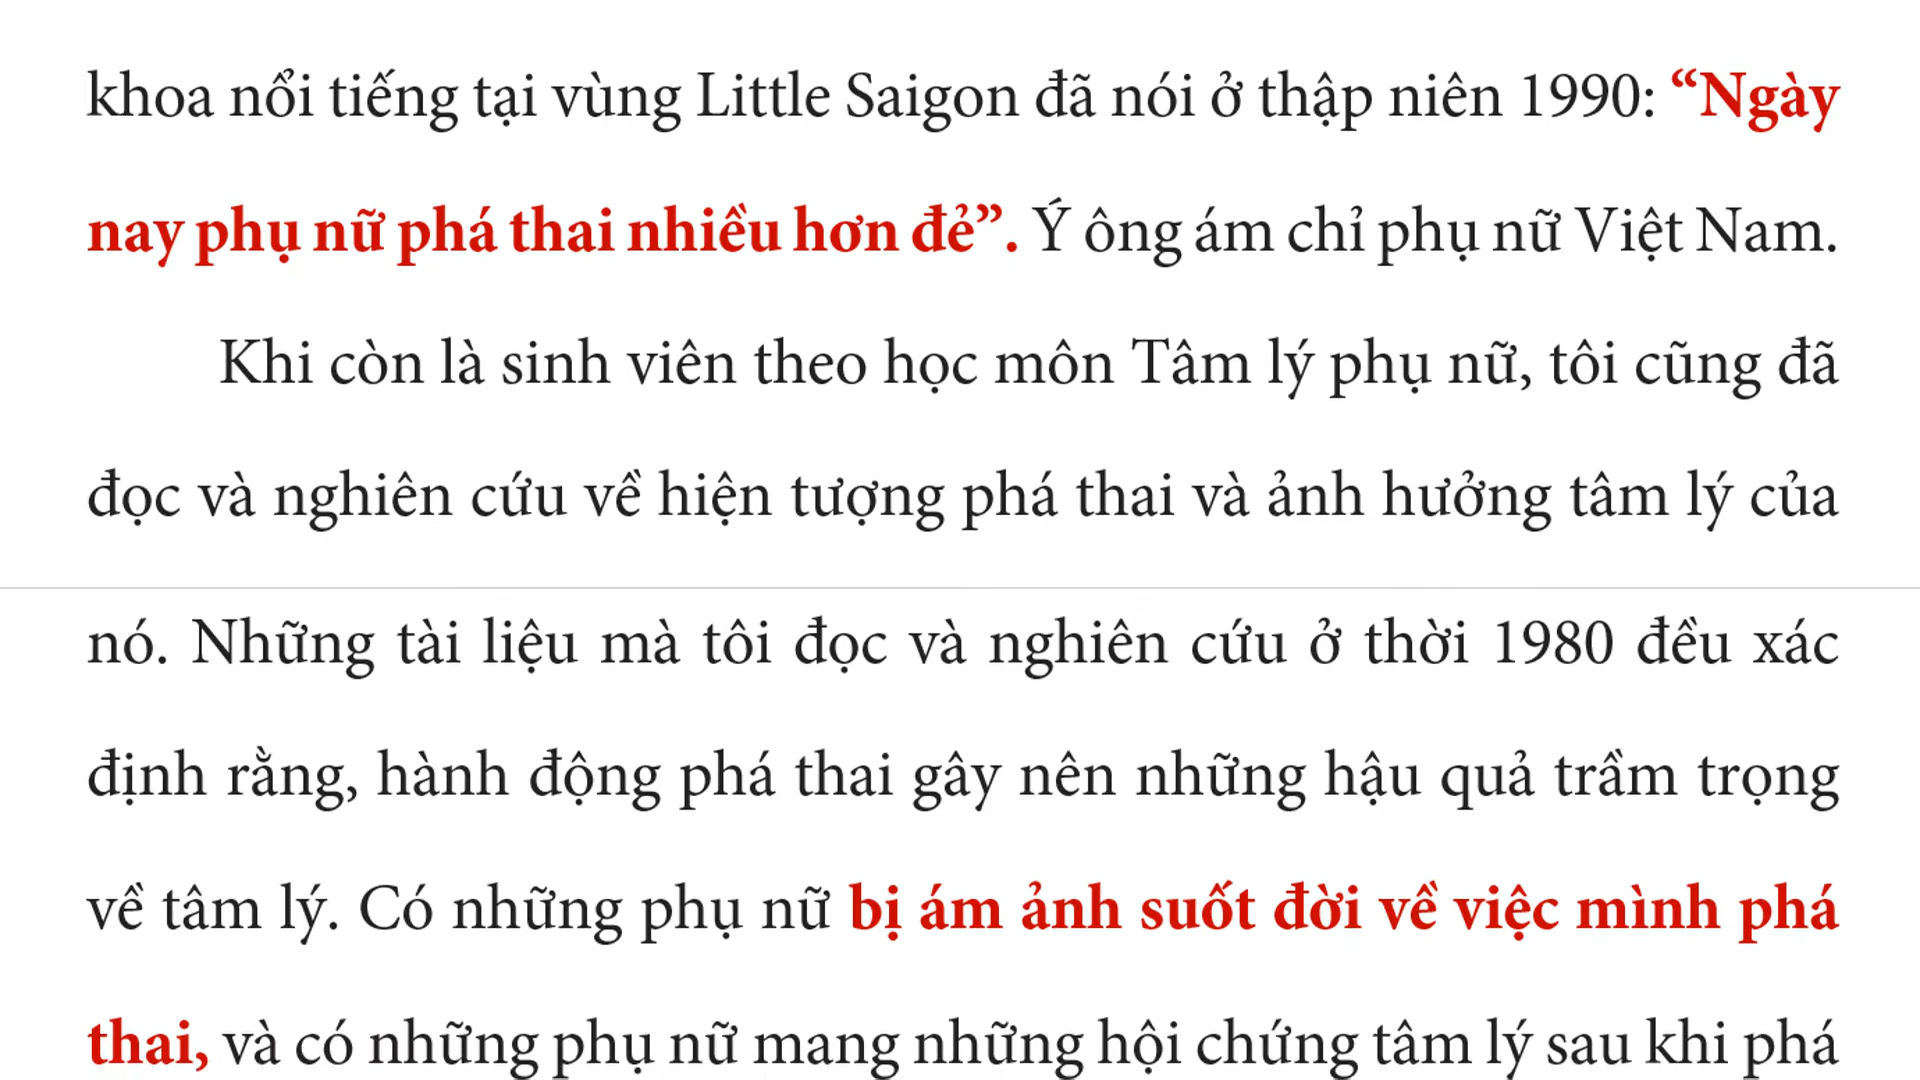 khoa nổi tiếng tại vùng Little Saigon đã nói ở thập niên 1990: “Ngày
nay phụ nữ phá thai nhiều hơn đẻ”. Ý ông ám chỉ phụ nữ Việt Nam.
Khi còn là sinh viên theo học môn Tâm lý phụ nữ, tôi cũng đã
đọc và nghiên cứu về hiện tượng phá thai và ảnh hưởng tâm lý của
nó. Những tài liệu mà tôi đọc và nghiên cứu ở thời 1980 đều xác
định rằng, hành động phá thai gây nên những hậu quả trầm trọng
về tâm lý. Có những phụ nữ bị ám ảnh suốt đời về việc mình phá
thai, và có những phụ nữ mang những hội chứng tâm lý sau khi phá